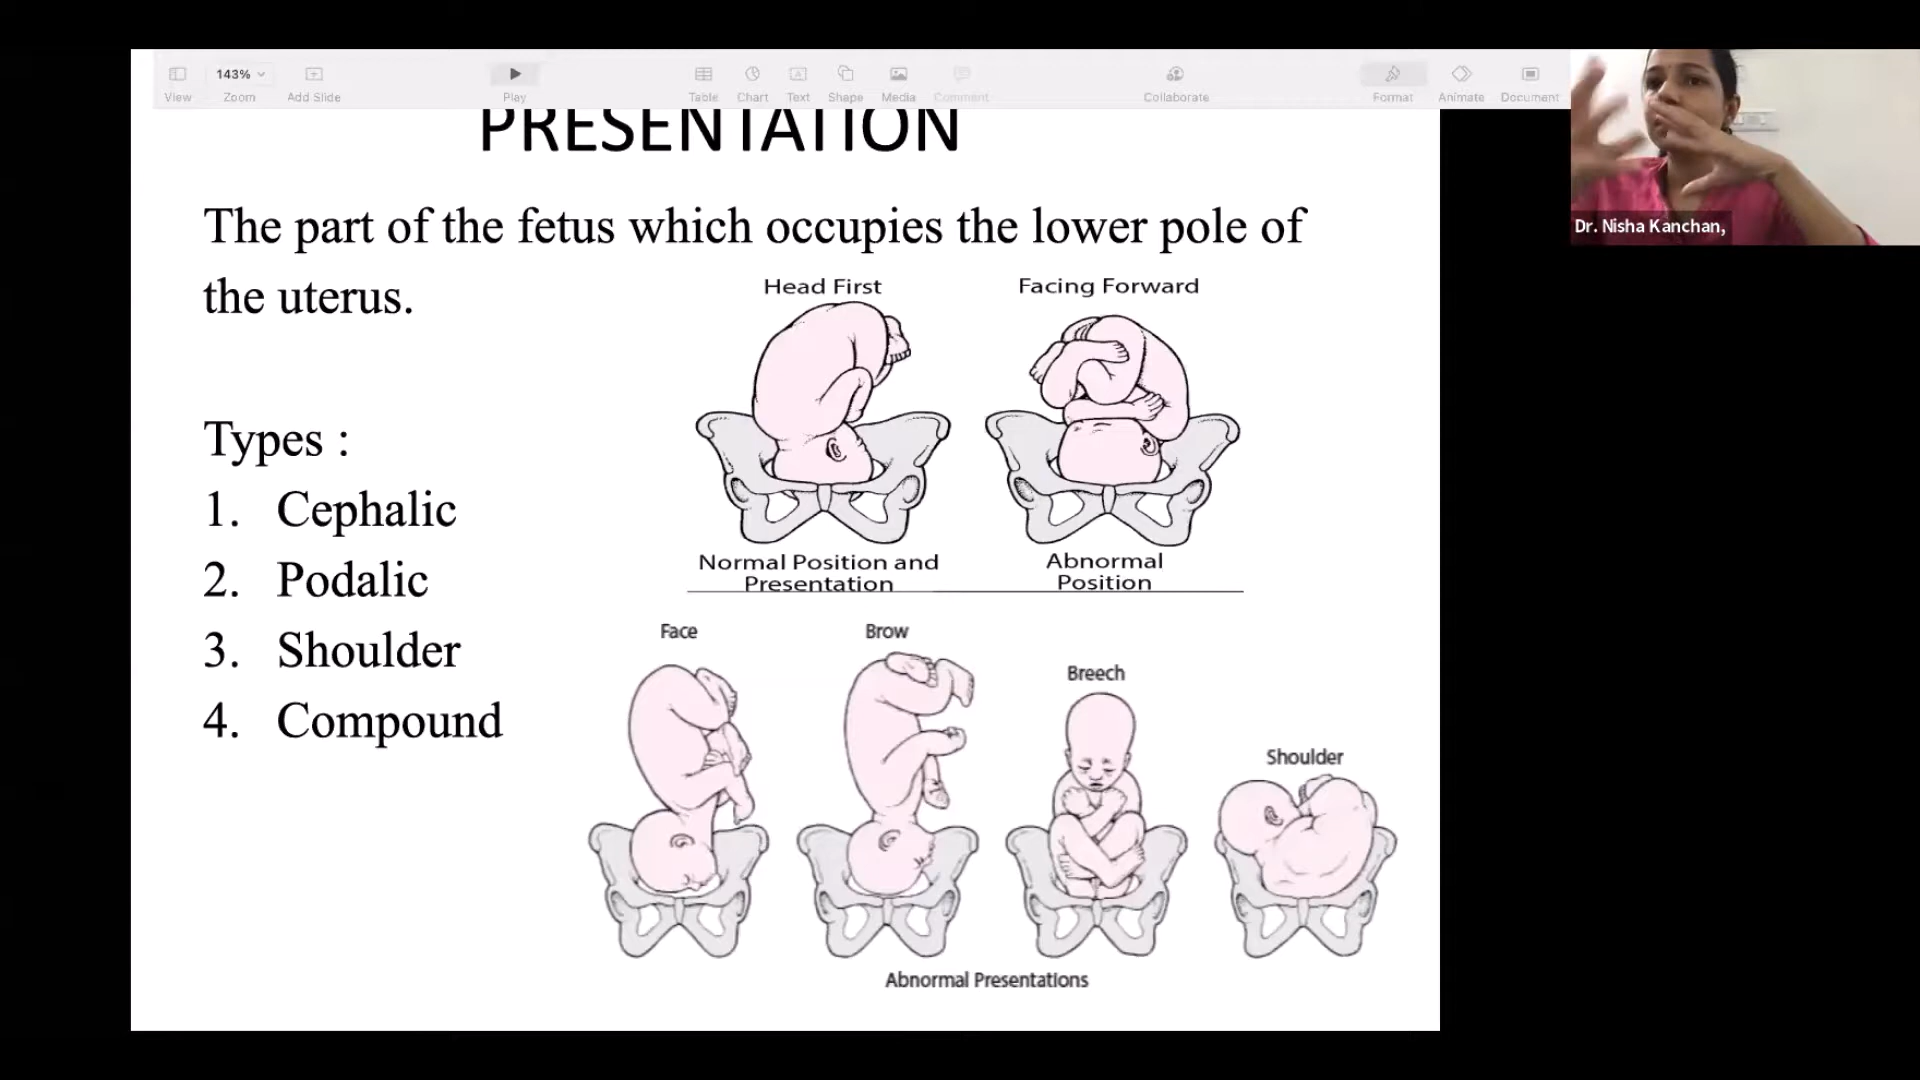 143%
View
Zoom
Add Slide
Play
Table
Chart
Text
Shape
Media
Comment
Collaborate
Format
Animate
Document
PRESENTATION
The part of the fetus which occupies the lower pole of
the uterus.
Types :
1. Cephalic
2. Podalic
3. Shoulder
4. Compound
Head First
Facing Forward
Normal Position and
Presentation
Abnormal
Position
Face
Brow
Breech
Shoulder
Abnormal Presentations
Dr. Nisha Kanchan,